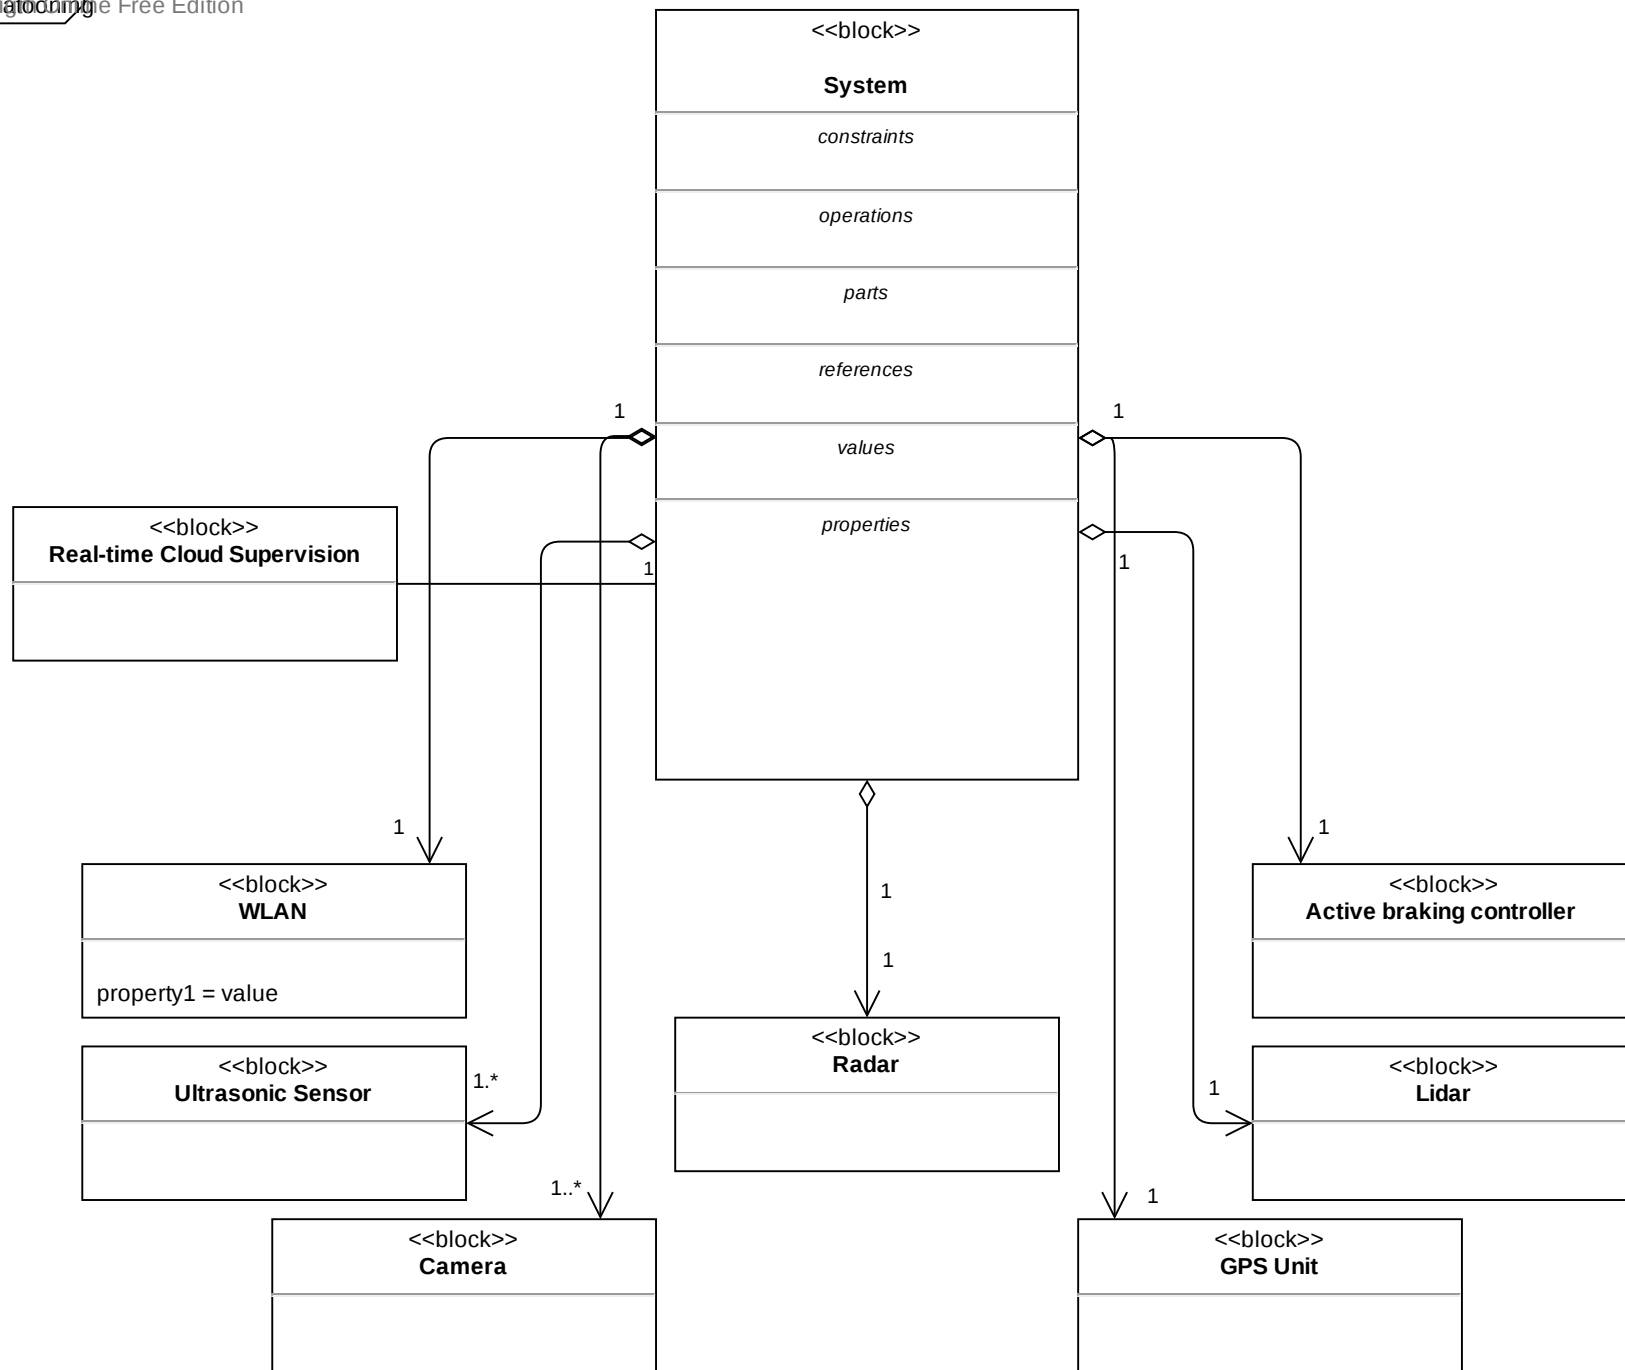 Free Edition
<<block>>
System
constraints
operations
parts
references
1
1
values
properties
<<block>>
Real-time Cloud Supervision
1
1
1
1
<<block>>
WLAN
property1 = value
1
1
<<block>>
Active braking controller
<<block>>
Ultrasonic Sensor
1.*
<<block>>
Radar
1
<<block>>
Lidar
1..*
1
<<block>>
Camera
<<block>>
GPS Unit